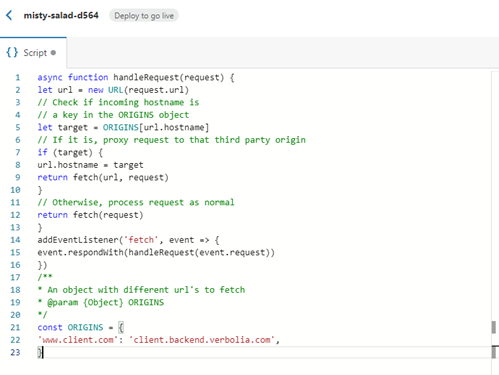 misty-salad-d564 Deploy to go live
{} Script
1 async function handleRequest(request) {
2 let url = new URL(request.url)
3 // Check if incoming hostname is
4 // a key in the ORIGINS object
5 let target = ORIGINS[url.hostname]
6 // If it is, proxy request to that third party origin
7 if (target) {
8 url.hostname = target
9 return fetch(url, request)
10 }
11 // Otherwise, process request as normal
12 return fetch(request)
13 }
14 addEventListener('fetch', event => {
15 event.respondWith(handleRequest(event.request))
16 })
17 /**
18 * An object with different url's to fetch
19 * @param {Object} ORIGINS
20 */
21 const ORIGINS = {
22 'www.client.com': 'client.backend.verbolia.com',
23 }